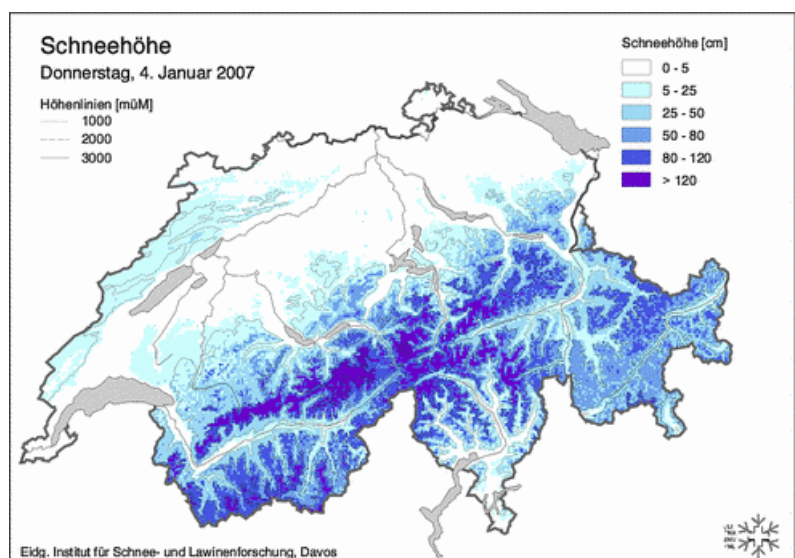 Schneehöhe
Donnerstag, 4. Januar 2007
Höhenlinien [müM]
1000
2000
3000
Schneehöhe [cm]
0 - 5
5 - 25
25 - 50
50 - 80
80 - 120
> 120
Eidg. Institut für Schnee- und Lawinenforschung, Davos